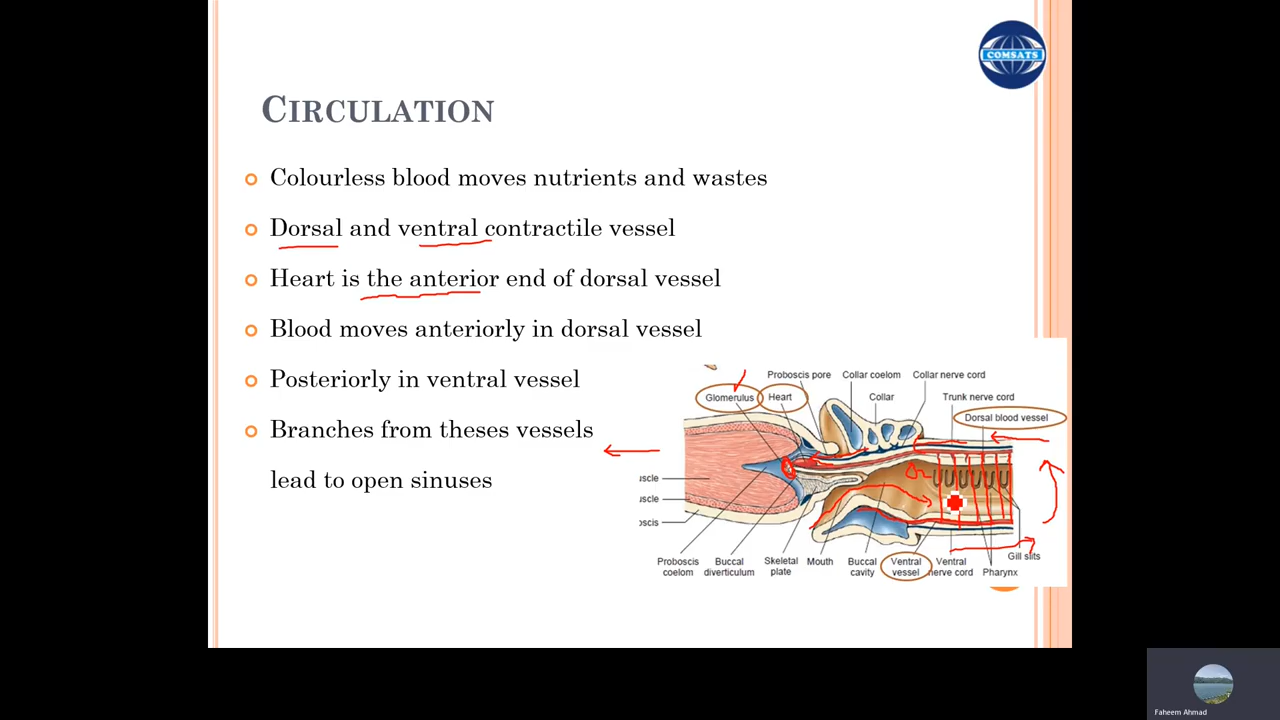 COMSATS
CIRCULATION
Colourless blood moves nutrients and wastes
Dorsal and ventral contractile vessel
Heart is the anterior end of dorsal vessel
Blood moves anteriorly in dorsal vessel
Posteriorly in ventral vessel
Branches from theses vessels
lead to open sinuses
Proboscis pore
Collar coelom
Collar nerve cord
Glomerulus
Heart
Collar
Trunk nerve cord
Dorsal blood vessel
uscle
uscle
oscis
Proboscis
coelom
Buccal
diverticulum
Skeletal
plate
Mouth
Buccal
cavity
Ventral
vessel
Ventral
nerve cord
Pharynx
Gill slits
Faheem Ahmad